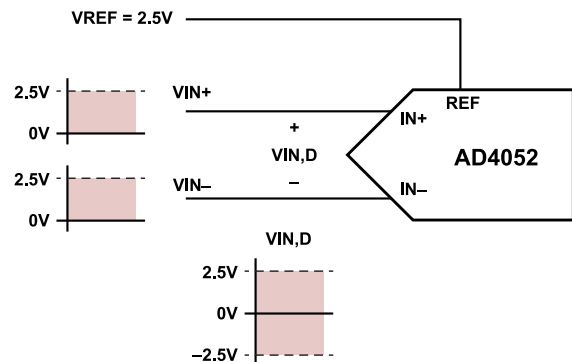 VREF = 2.5V
REF
2.5V
0V
VIN+
IN+
+
VIN,D
–
AD4052
2.5V
0V
VIN–
IN–
VIN,D
2.5V
0V
–2.5V